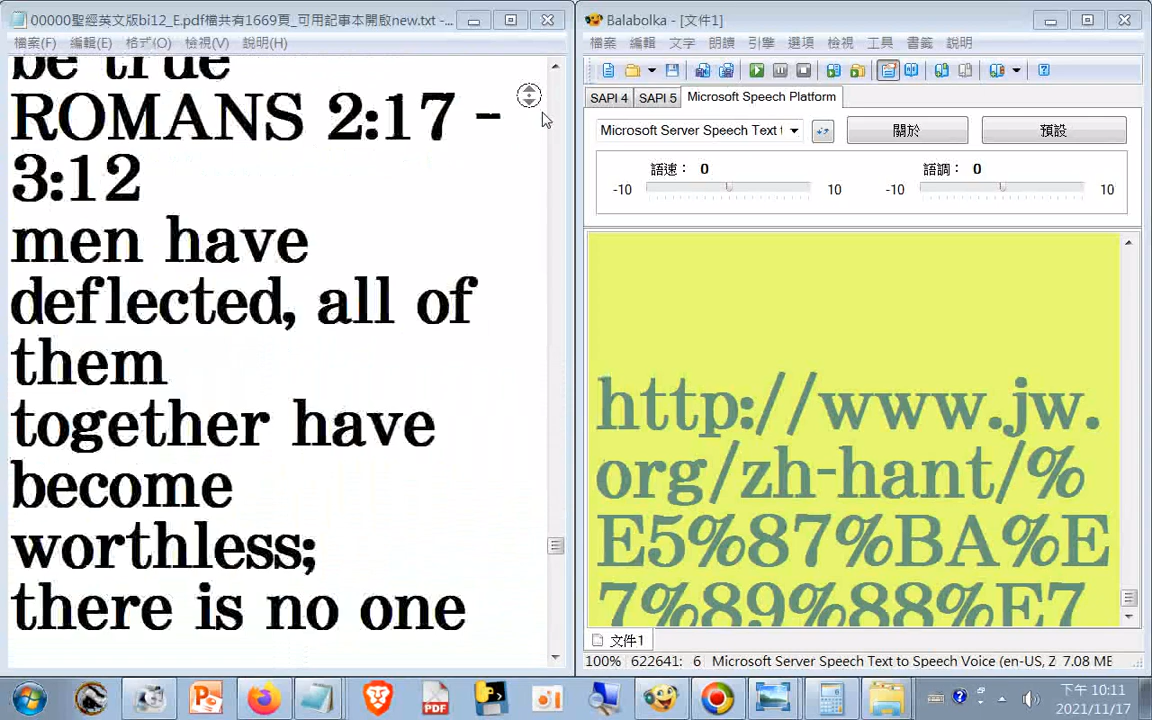 00000聖經英文版bi12_E.pdf檔共有1669頁_可用記事本開啟new.txt -...
檔案(F) 編輯(E) 格式(O) 檢視(V) 說明(H)
be true
ROMANS 2:17 -
3:12
men have
deflected, all of
them
together have
become
worthless;
there is no one
Balabolka - [文件1]
檔案 編輯 文字 朗讀 引擎 選項 檢視 工具 書籤 說明
SAPI 4 SAPI 5 Microsoft Speech Platform
Microsoft Server Speech Text t 關於 預設
語速： 0 語調： 0
-10 10 -10 10
http://www.jw.
org/zh-hant/%
E5%87%BA%E
7%89%88%E7
文件1
100% 622641: 6 Microsoft Server Speech Text to Speech Voice (en-US, Z 7.08 ME
PDF
下午 10:11
2021/11/17